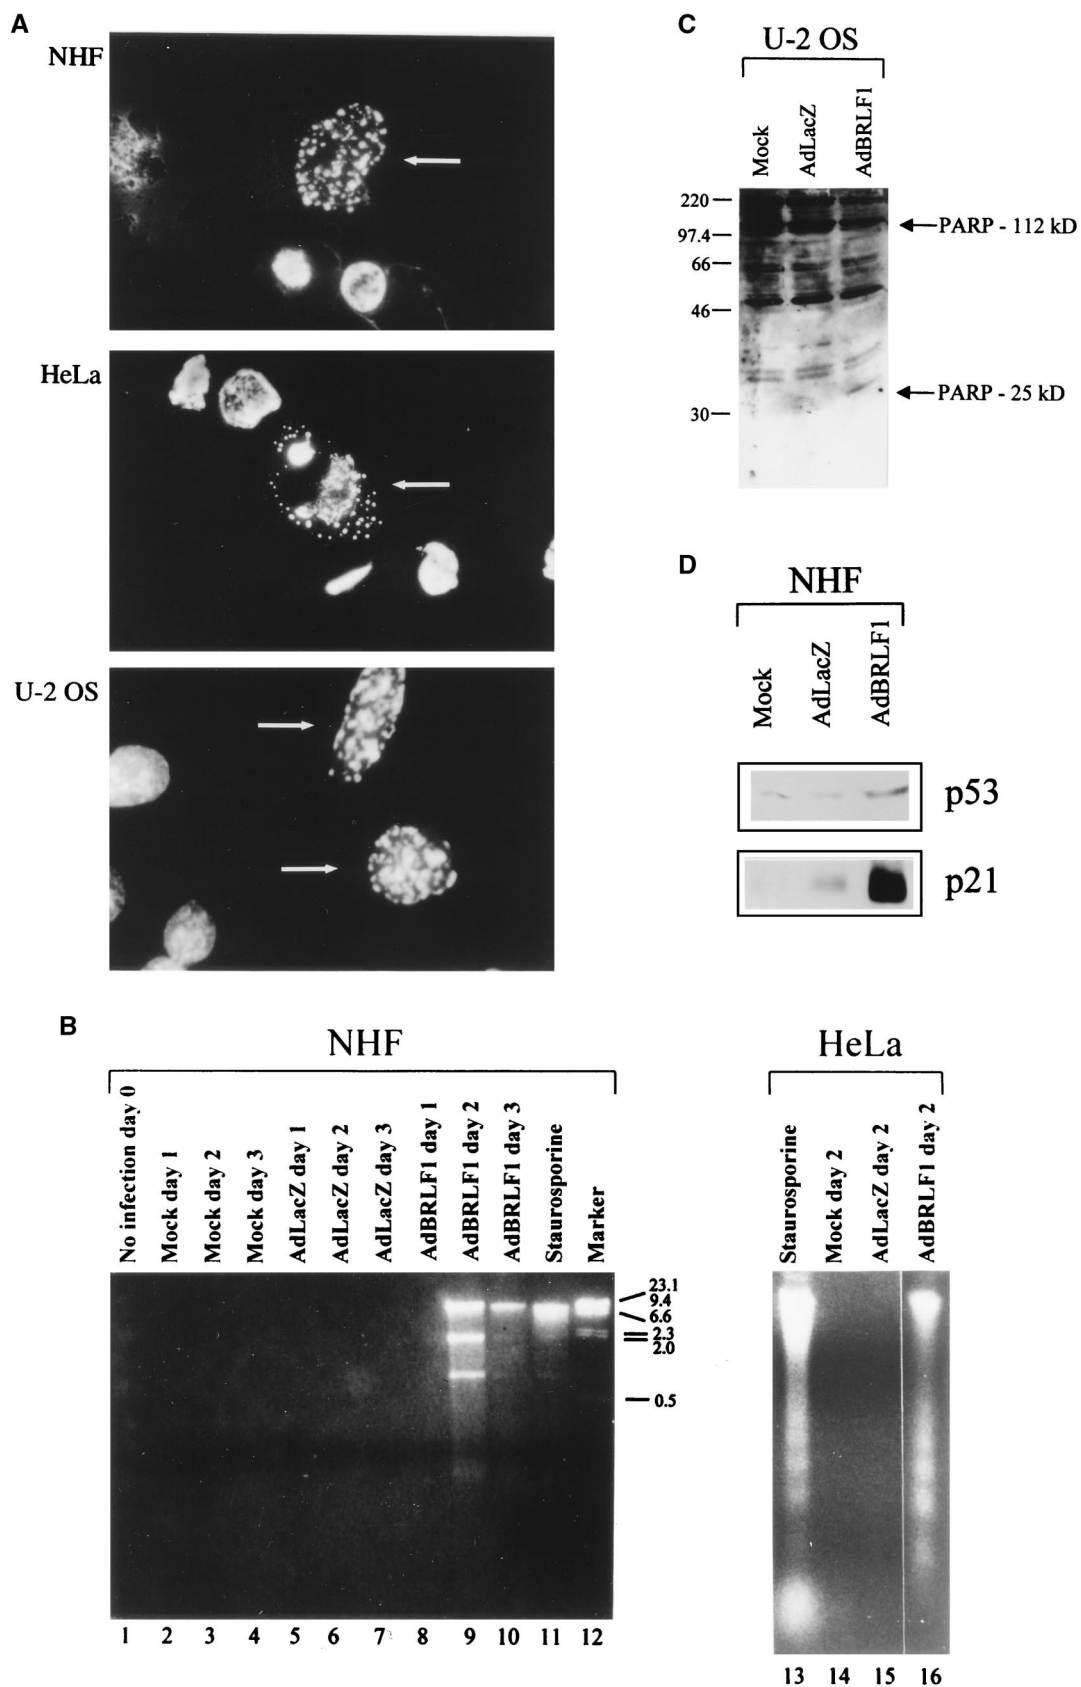 A
NHF
HeLa
U-2 OS
C
U-2 OS
Mock
AdLacZ
AdBRLF1
220
97.4
66
46
30
PARP - 112 kD
PARP - 25 kD
D
NHF
Mock
AdLacZ
AdBRLF1
p53
p21
B
NHF
No infection day 0
Mock day 1
Mock day 2
Mock day 3
AdLacZ day 1
AdLacZ day 2
AdLacZ day 3
AdBRLF1 day 1
AdBRLF1 day 2
AdBRLF1 day 3
Staurosporine
Marker
23.1
9.4
6.6
2.3
2.0
0.5
1 2 3 4 5 6 7 8 9 10 11 12
HeLa
Staurosporine
Mock day 2
AdLacZ day 2
AdBRLF1 day 2
13 14 15 16